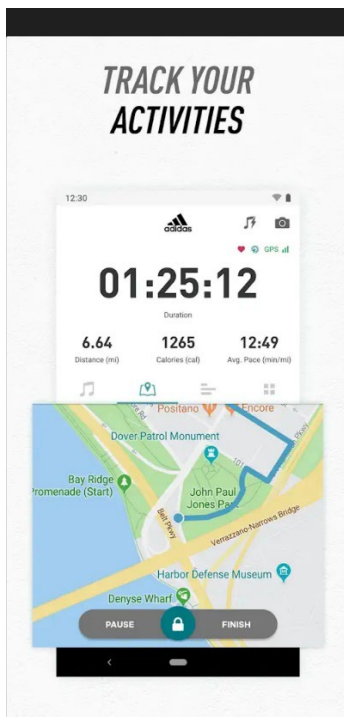 TRACK YOUR
ACTIVITIES
12:30
adidas
GPS
01:25:12
Duration
6.64 1265 12:49
Distance (mi) Calories (cal) Avg. Pace (min/mi)
Positano Encore
Dover Patrol Monument
101
Pkwy
Bay Ridge
Promenade (Start)
John Paul
Jones Park
Belt Pkwy
Verrazzano-Narrows Bridge
Harbor Defense Museum
Denyse Wharf
PAUSE FINISH